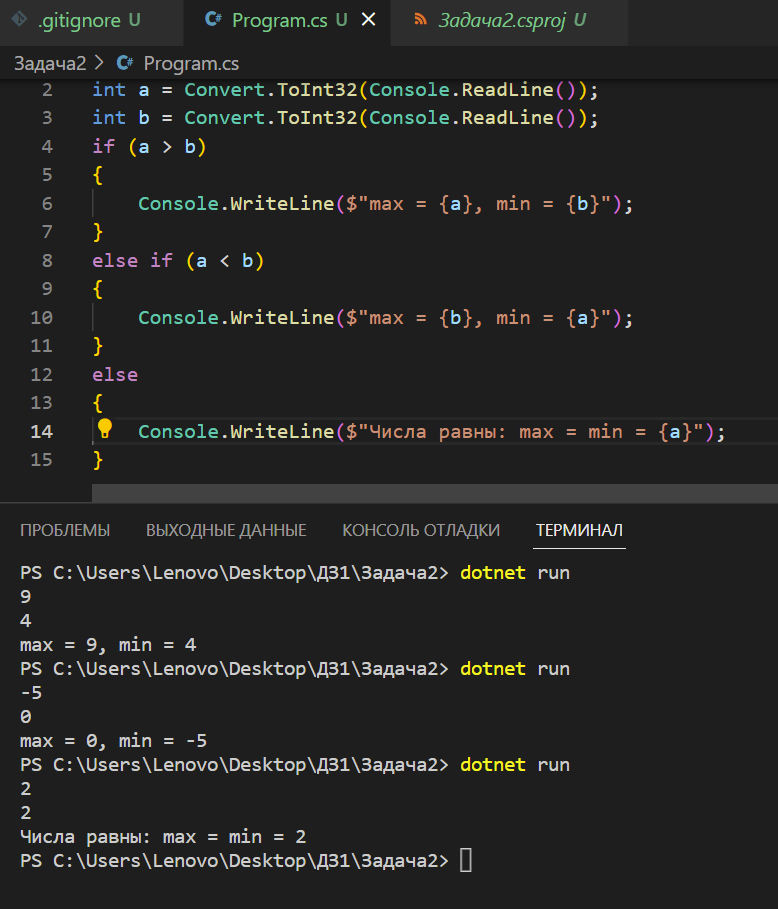 .gitignore U Program.cs U Задача2.csproj U
Задача2 > Program.cs
2 int a = Convert.ToInt32(Console.ReadLine());
3 int b = Convert.ToInt32(Console.ReadLine());
4 if (a > b)
5 {
6 Console.WriteLine($"max = {a}, min = {b}");
7 }
8 else if (a < b)
9 {
10 Console.WriteLine($"max = {b}, min = {a}");
11 }
12 else
13 {
14 Console.WriteLine($"Числа равны: max = min = {a}");
15 }
ПРОБЛЕМЫ ВЫХОДНЫЕ ДАННЫЕ КОНСОЛЬ ОТЛАДКИ ТЕРМИНАЛ
PS C:\Users\Lenovo\Desktop\ДЗ1\Задача2> dotnet run
9
4
max = 9, min = 4
PS C:\Users\Lenovo\Desktop\ДЗ1\Задача2> dotnet run
-5
0
max = 0, min = -5
PS C:\Users\Lenovo\Desktop\ДЗ1\Задача2> dotnet run
2
2
Числа равны: max = min = 2
PS C:\Users\Lenovo\Desktop\ДЗ1\Задача2>